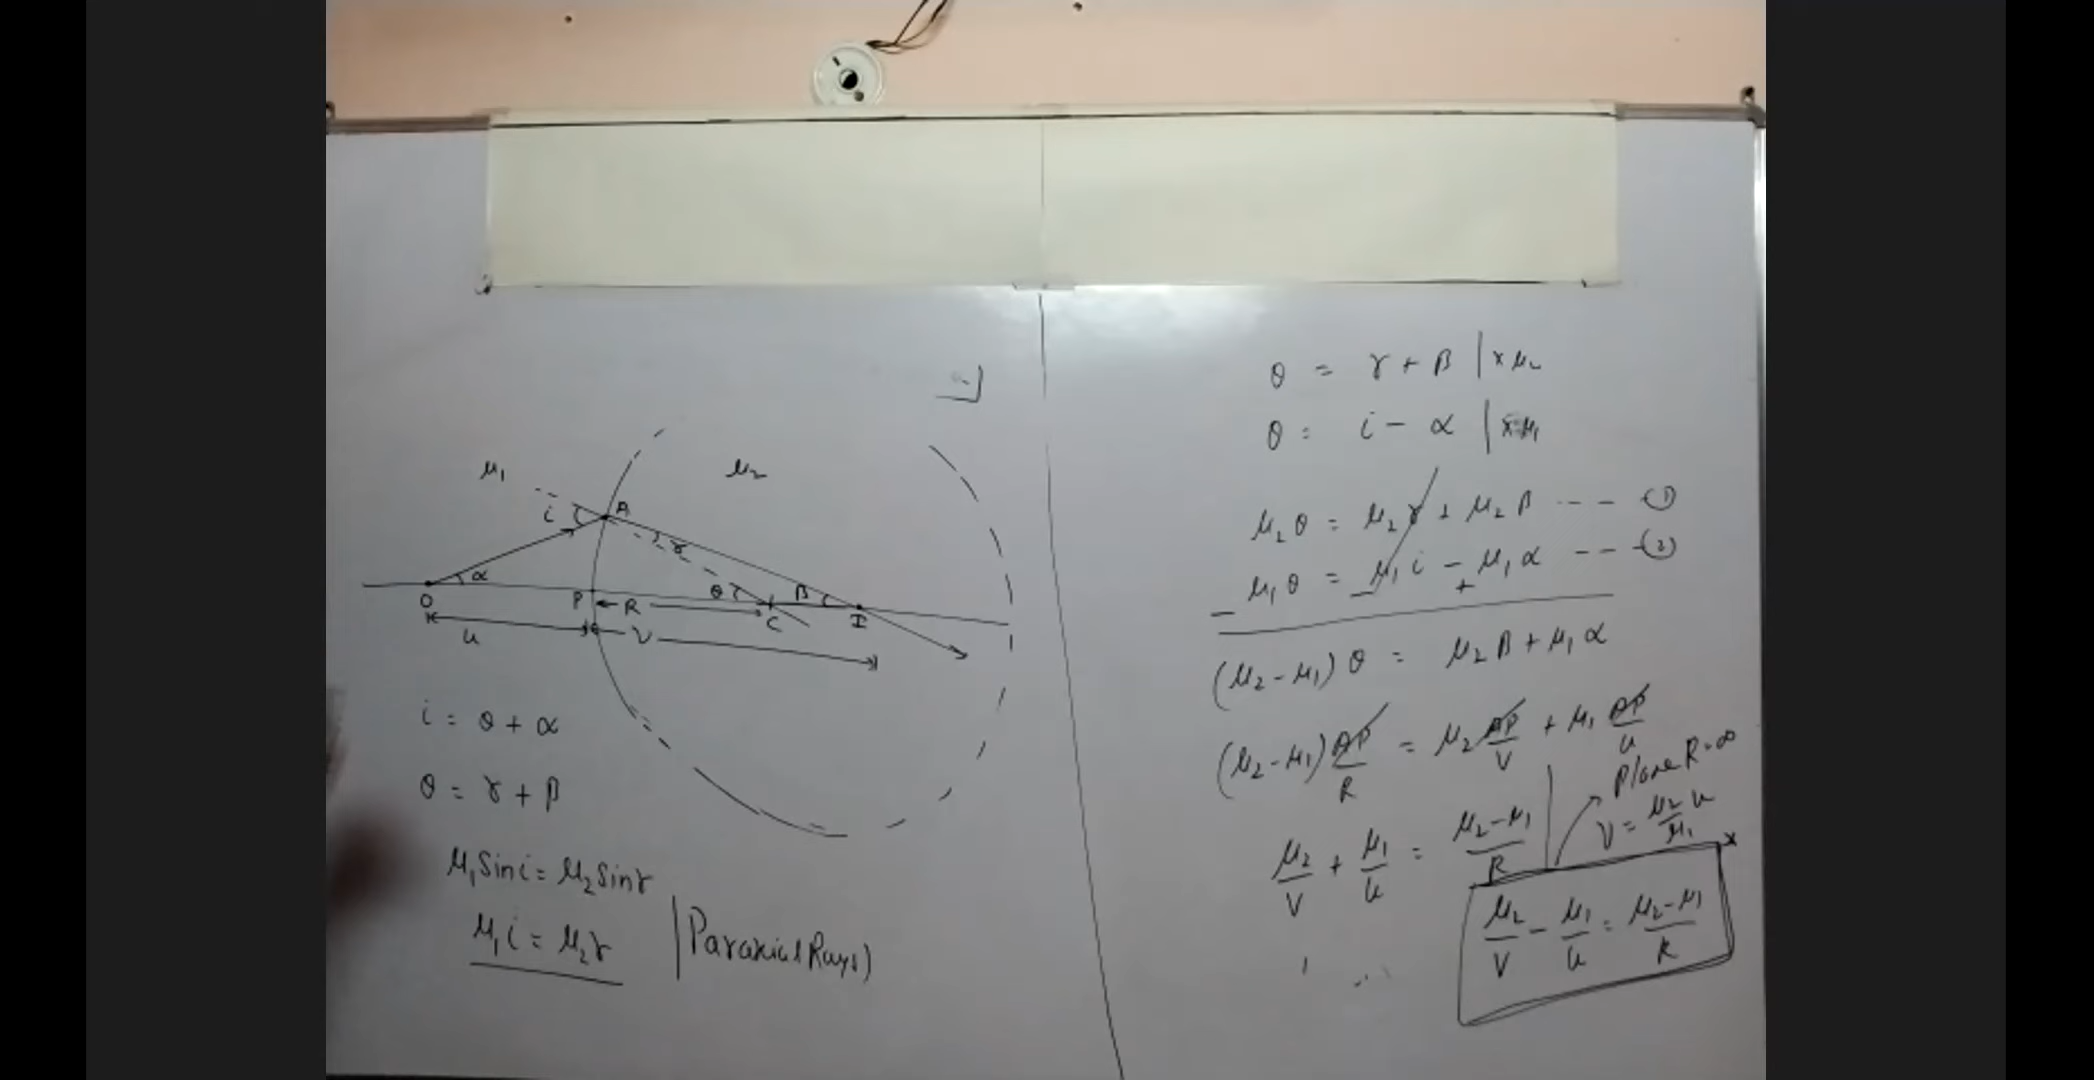 μ₁
μ₂
A
i
r
α
θ
β
O
P
R
C
I
u
V
i = θ + α
θ = r + β
μ₁ Sin i = μ₂ Sin r
μ₁ i = μ₂ r | Paraxial Rays)
θ = r + β | × μ₂
θ = i − α | × μ₁
μ₂ θ = μ₂ r + μ₂ β --- (1)
μ₁ θ = μ₁ i − μ₁ α --- (2)
− − +
(μ₂ − μ₁) θ = μ₂ β + μ₁ α
(μ₂ − μ₁) AP/R = μ₂ AP/V + μ₁ AP/u
μ₂/V + μ₁/u = μ₂ − μ₁/R
Plane R = ∞
V = μ₂/μ₁ u
μ₂/V − μ₁/u = μ₂ − μ₁/R